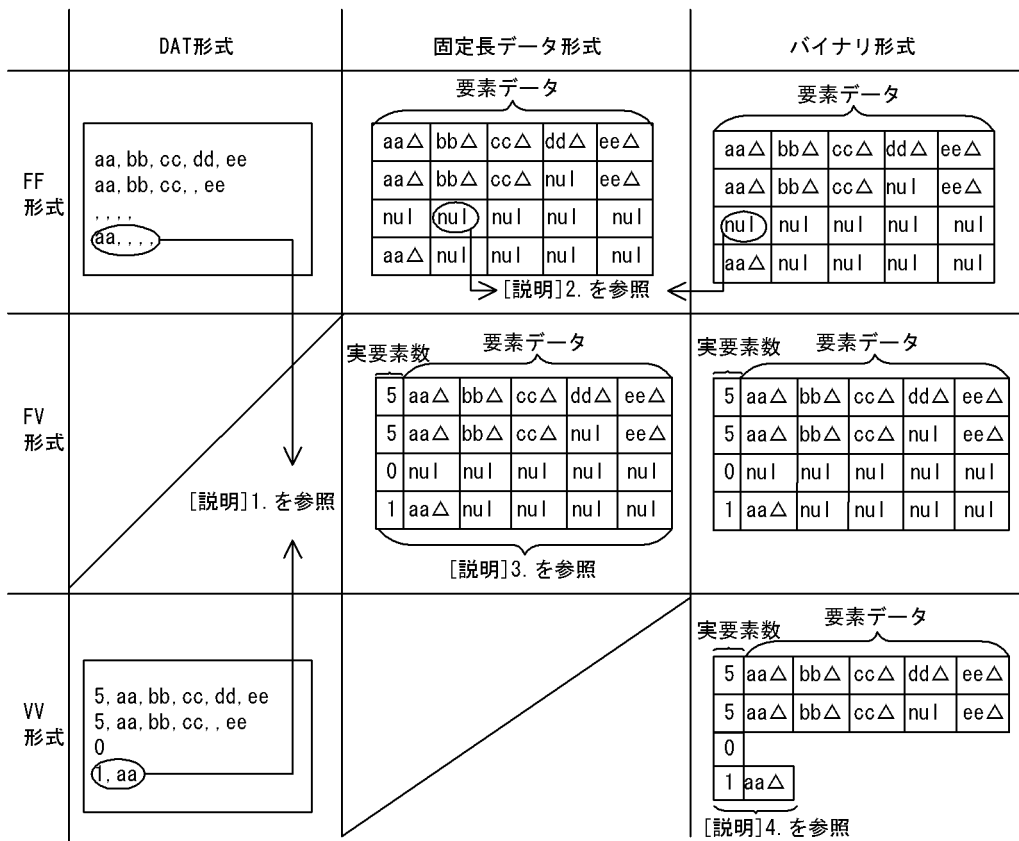 DAT形式
固定長データ形式
バイナリ形式
FF
形式
aa,bb,cc,dd,ee
aa,bb,cc,,ee
,,,,
aa,,,,
要素データ
aa△ bb△ cc△ dd△ ee△
aa△ bb△ cc△ nul ee△
nul nul nul nul nul
aa△ nul nul nul nul
要素データ
aa△ bb△ cc△ dd△ ee△
aa△ bb△ cc△ nul ee△
nul nul nul nul nul
aa△ nul nul nul nul
[説明]2.を参照
FV
形式
[説明]1.を参照
実要素数 要素データ
5 aa△ bb△ cc△ dd△ ee△
5 aa△ bb△ cc△ nul ee△
0 nul nul nul nul nul
1 aa△ nul nul nul nul
[説明]3.を参照
実要素数 要素データ
5 aa△ bb△ cc△ dd△ ee△
5 aa△ bb△ cc△ nul ee△
0 nul nul nul nul nul
1 aa△ nul nul nul nul
VV
形式
5,aa,bb,cc,dd,ee
5,aa,bb,cc,,ee
0
1,aa
実要素数 要素データ
5 aa△ bb△ cc△ dd△ ee△
5 aa△ bb△ cc△ nul ee△
0
1 aa△
[説明]4.を参照